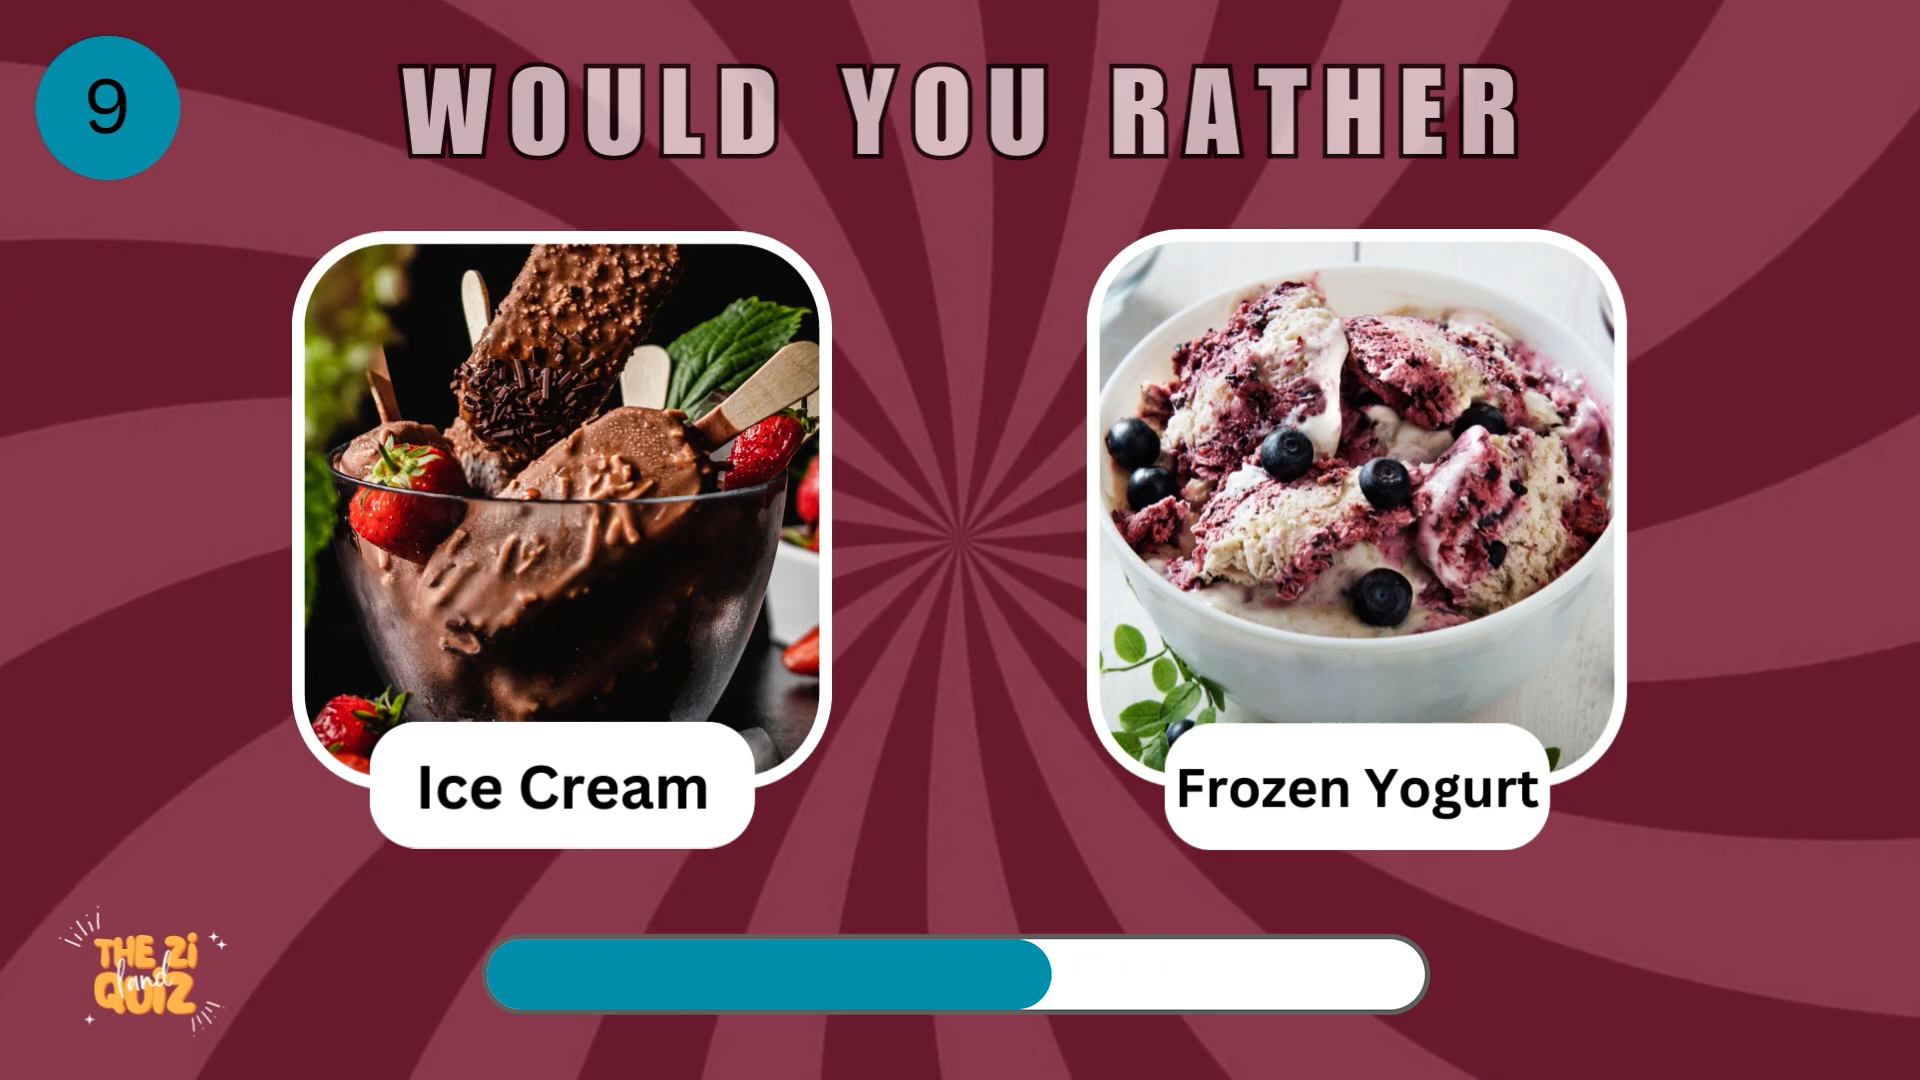 9
WOULD YOU RATHER
Ice Cream
Frozen Yogurt
THE Zi
land
QUIZ